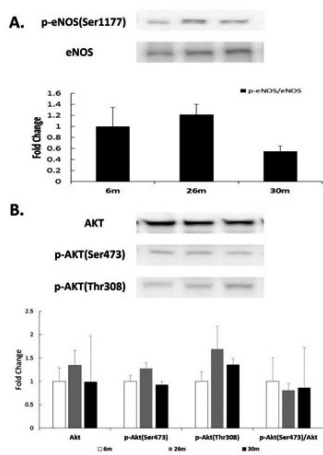 A.
p-eNOS(Ser1177)
eNOS
p-eNOS/eNOS
Fold Change
1.6
1.4
1.2
1
0.8
0.6
0.4
0.2
0
6m 26m 30m
B.
AKT
p-AKT(Ser473)
p-AKT(Thr308)
Fold Change
2.5
2
1.5
1
0.5
0
Akt p-Akt(Ser473) p-Akt(Thr308) p-Akt(Ser473)/Akt
6m 26m 30m